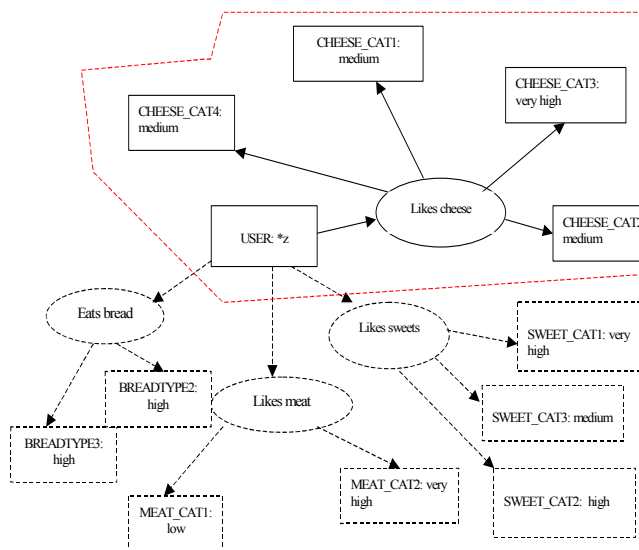 CHEESE_CAT1:
medium
CHEESE_CAT3:
very high
CHEESE_CAT4:
medium
Likes cheese
CHEESE_CAT2
medium
USER: *z
Eats bread
Likes sweets
SWEET_CAT1: very
high
BREADTYPE2:
high
Likes meat
SWEET_CAT3: medium
BREADTYPE3:
high
MEAT_CAT2: very
high
SWEET_CAT2:  high
MEAT_CAT1:
low